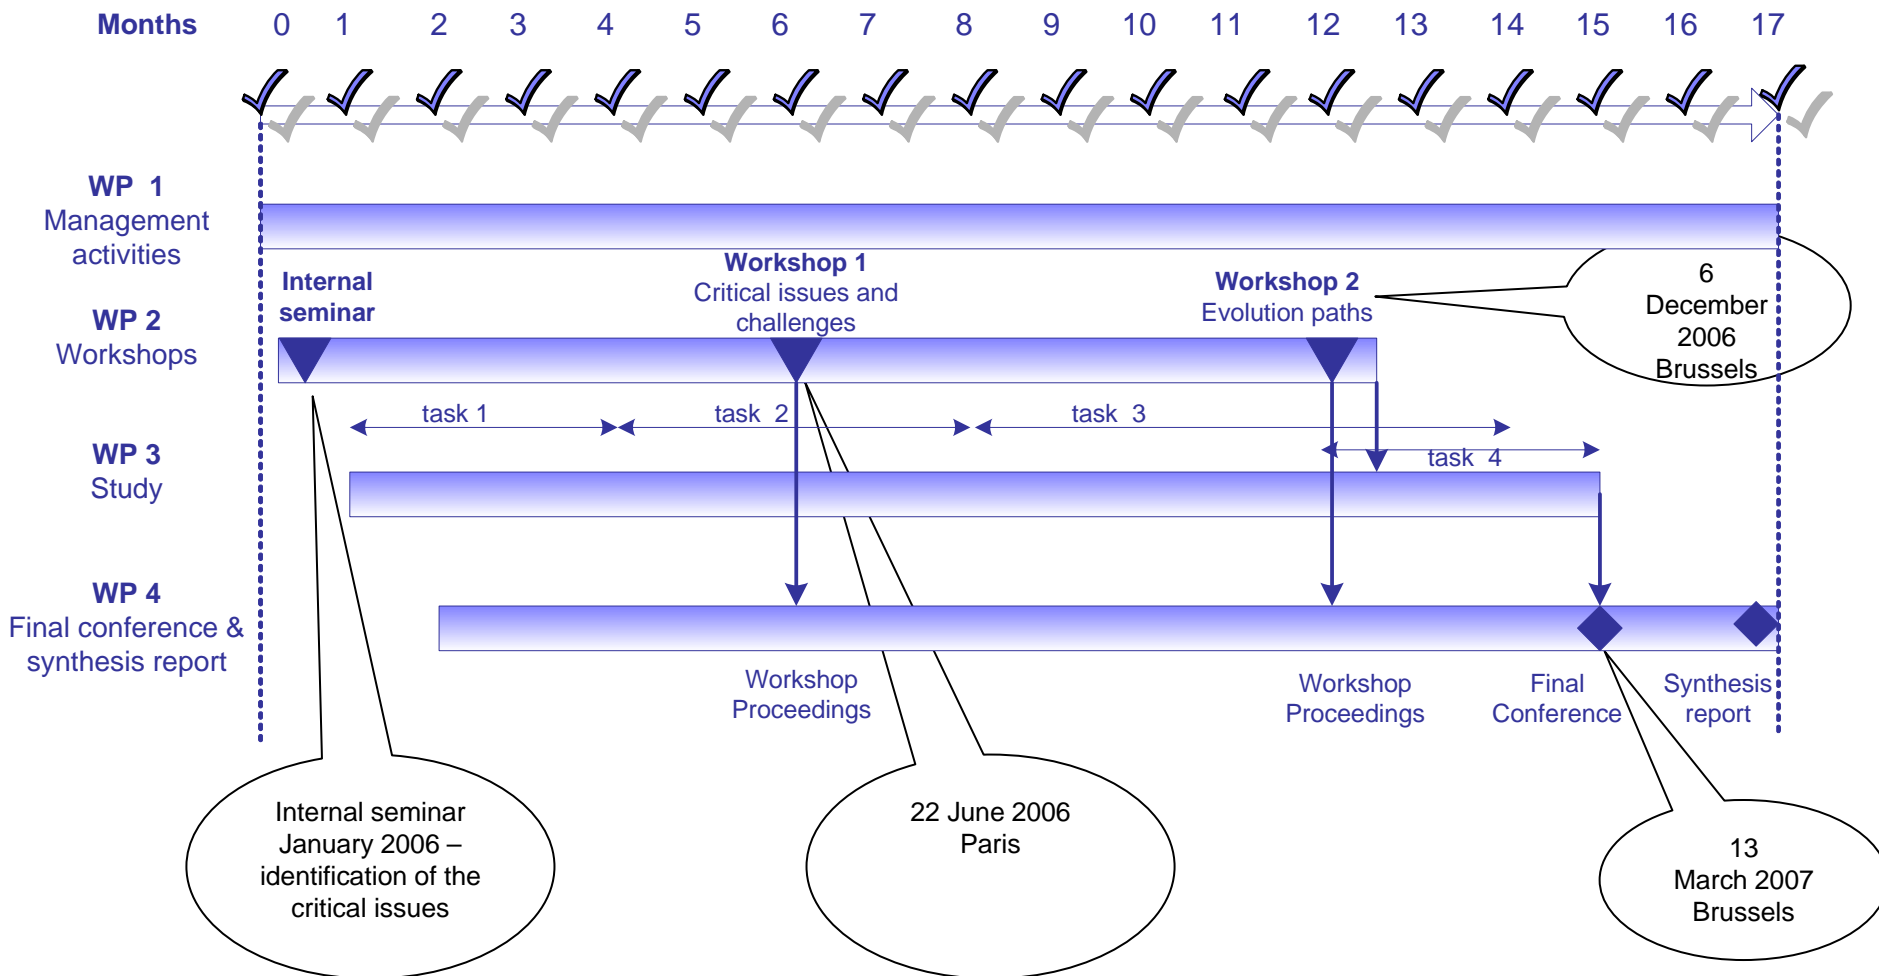 Months 0 1 2 3 4 5 6 7 8 9 10 11 12 13 14 15 16 17
WP 1
Management
activities
Internal
seminar
Workshop 1
Critical issues and
challenges
Workshop 2
Evolution paths
6
December
2006
Brussels
WP 2
Workshops
task 1
task 2
task 3
task 4
WP 3
Study
WP 4
Final conference &
synthesis report
Workshop
Proceedings
Workshop
Proceedings
Final
Conference
Synthesis
report
Internal seminar
January 2006 –
identification of the
critical issues
22 June 2006
Paris
13
March 2007
Brussels